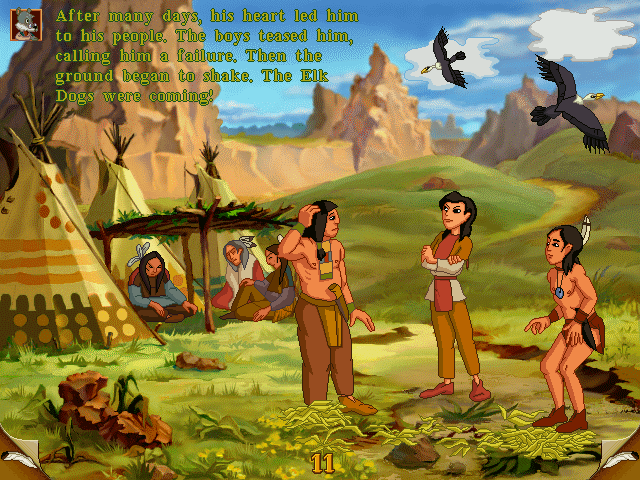 After many days, his heart led him
to his people. The boys teased him,
calling him a failure. Then the
ground began to shake. The Elk
Dogs were coming!
11